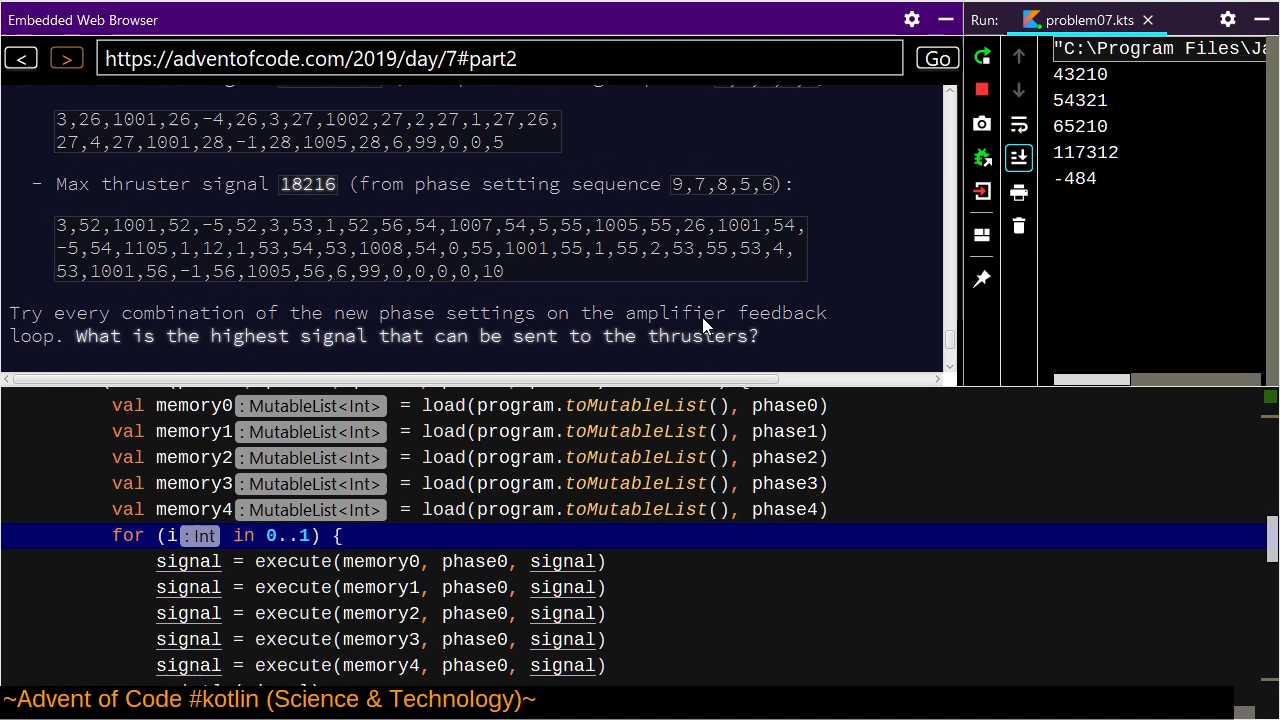 Embedded Web Browser
https://adventofcode.com/2019/day/7#part2
Go
3,26,1001,26,-4,26,3,27,1002,27,2,27,1,27,26,
27,4,27,1001,28,-1,28,1005,28,6,99,0,0,5
- Max thruster signal 18216 (from phase setting sequence 9,7,8,5,6):
3,52,1001,52,-5,52,3,53,1,52,56,54,1007,54,5,55,1005,55,26,1001,54,
-5,54,1105,1,12,1,53,54,53,1008,54,0,55,1001,55,1,55,2,53,55,53,4,
53,1001,56,-1,56,1005,56,6,99,0,0,0,0,10
Try every combination of the new phase settings on the amplifier feedback
loop. What is the highest signal that can be sent to the thrusters?
Run: problem07.kts
"C:\Program Files\Ja
43210
54321
65210
117312
-484
val memory0 : MutableList<Int> = load(program.toMutableList(), phase0)
val memory1 : MutableList<Int> = load(program.toMutableList(), phase1)
val memory2 : MutableList<Int> = load(program.toMutableList(), phase2)
val memory3 : MutableList<Int> = load(program.toMutableList(), phase3)
val memory4 : MutableList<Int> = load(program.toMutableList(), phase4)
for (i : Int in 0..1) {
signal = execute(memory0, phase0, signal)
signal = execute(memory1, phase0, signal)
signal = execute(memory2, phase0, signal)
signal = execute(memory3, phase0, signal)
signal = execute(memory4, phase0, signal)
~Advent of Code #kotlin (Science & Technology)~